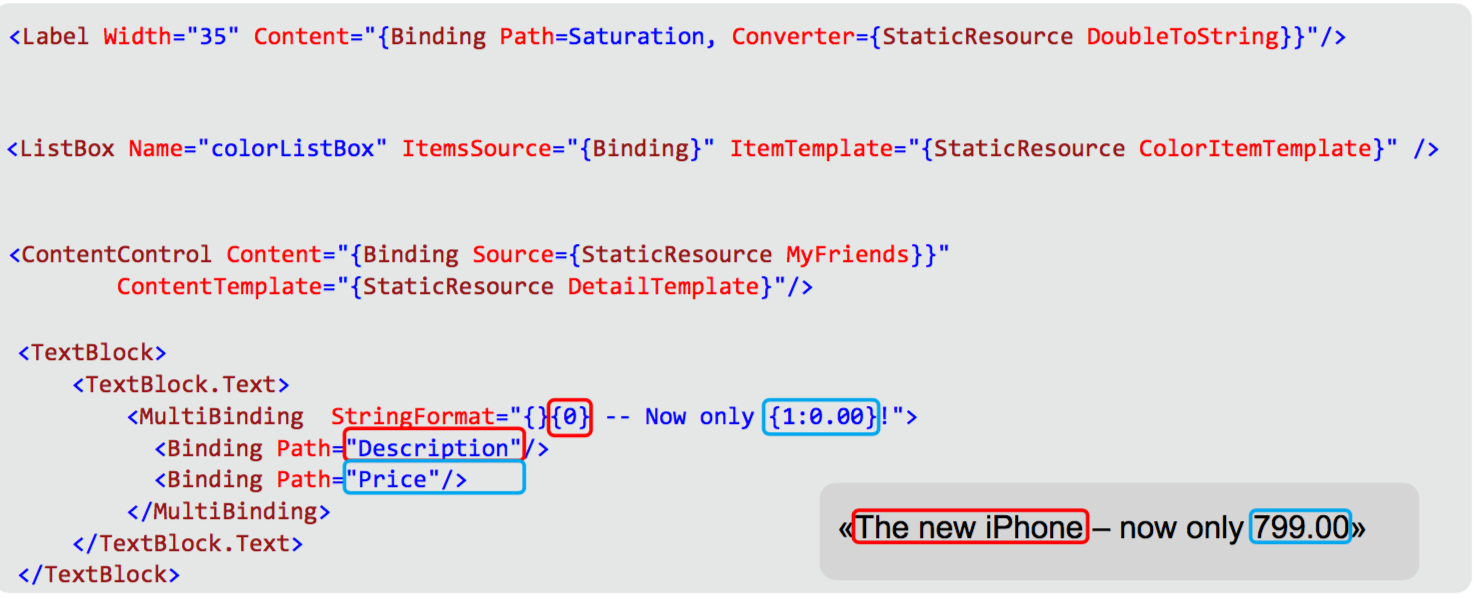 <Label Width="35" Content="{Binding Path=Saturation, Converter={StaticResource DoubleToString}}"/>
<ListBox Name="colorListBox" ItemsSource="{Binding}" ItemTemplate="{StaticResource ColorItemTemplate}" />
<ContentControl Content="{Binding Source={StaticResource MyFriends}}"
ContentTemplate="{StaticResource DetailTemplate}"/>
<TextBlock>
<TextBlock.Text>
<MultiBinding  StringFormat="{}{0} -- Now only {1:0.00}!">
<Binding Path="Description"/>
<Binding Path="Price"/>
</MultiBinding>
</TextBlock.Text>
</TextBlock>
«The new iPhone – now only 799.00»